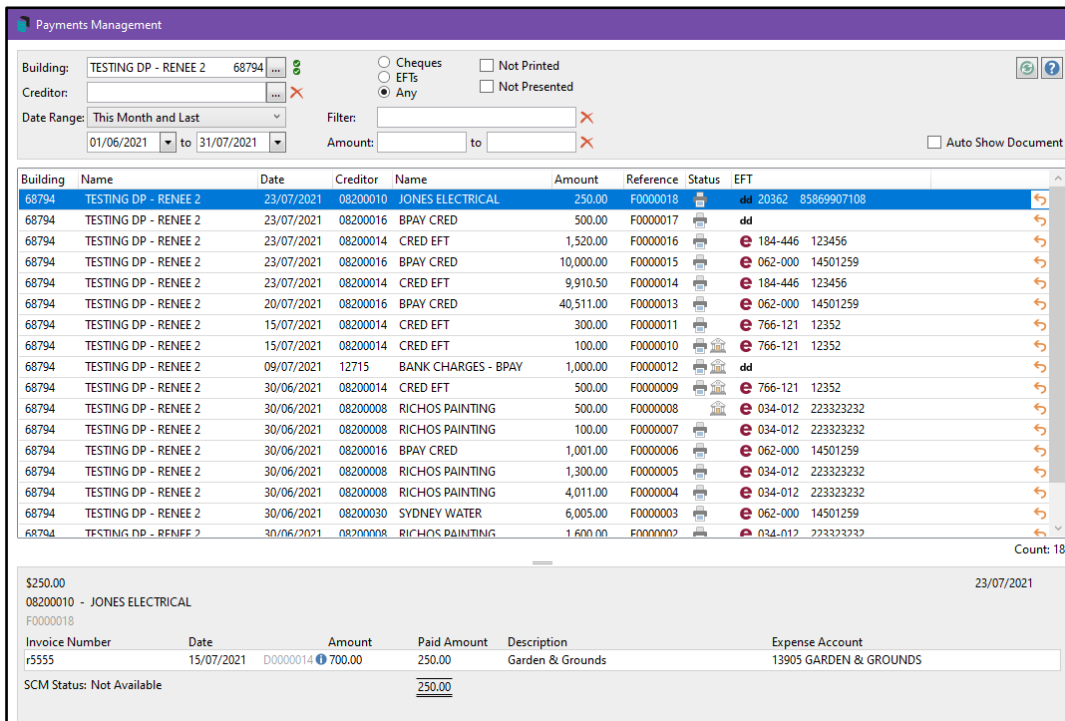 Payments Management
Building: TESTING DP - RENEE 2 68794 ... Cheques Not Printed
Creditor: ... EFTs Not Presented
Any
Date Range: This Month and Last Filter:
01/06/2021 to 31/07/2021 Amount: to Auto Show Document
Building Name Date Creditor Name Amount Reference Status EFT
68794 TESTING DP - RENEE 2 23/07/2021 08200010 JONES ELECTRICAL 250.00 F0000018 dd 20362 85869907108
68794 TESTING DP - RENEE 2 23/07/2021 08200016 BPAY CRED 500.00 F0000017 dd
68794 TESTING DP - RENEE 2 23/07/2021 08200014 CRED EFT 1,520.00 F0000016 e 184-446 123456
68794 TESTING DP - RENEE 2 23/07/2021 08200016 BPAY CRED 10,000.00 F0000015 e 062-000 14501259
68794 TESTING DP - RENEE 2 23/07/2021 08200014 CRED EFT 9,910.50 F0000014 e 184-446 123456
68794 TESTING DP - RENEE 2 20/07/2021 08200016 BPAY CRED 40,511.00 F0000013 e 062-000 14501259
68794 TESTING DP - RENEE 2 15/07/2021 08200014 CRED EFT 300.00 F0000011 e 766-121 12352
68794 TESTING DP - RENEE 2 15/07/2021 08200014 CRED EFT 100.00 F0000010 e 766-121 12352
68794 TESTING DP - RENEE 2 09/07/2021 12715 BANK CHARGES - BPAY 1,000.00 F0000012 dd
68794 TESTING DP - RENEE 2 30/06/2021 08200014 CRED EFT 500.00 F0000009 e 766-121 12352
68794 TESTING DP - RENEE 2 30/06/2021 08200008 RICHOS PAINTING 500.00 F0000008 e 034-012 223323232
68794 TESTING DP - RENEE 2 30/06/2021 08200008 RICHOS PAINTING 100.00 F0000007 e 034-012 223323232
68794 TESTING DP - RENEE 2 30/06/2021 08200016 BPAY CRED 1,001.00 F0000006 e 062-000 14501259
68794 TESTING DP - RENEE 2 30/06/2021 08200008 RICHOS PAINTING 1,300.00 F0000005 e 034-012 223323232
68794 TESTING DP - RENEE 2 30/06/2021 08200008 RICHOS PAINTING 4,011.00 F0000004 e 034-012 223323232
68794 TESTING DP - RENEE 2 30/06/2021 08200030 SYDNEY WATER 6,005.00 F0000003 e 062-000 14501259
68794 TESTING DP - RENEE 2 30/06/2021 08200008 RICHOS PAINTING 1,600.00 F0000002 e 034-012 223323232
Count: 18
$250.00 23/07/2021
08200010 - JONES ELECTRICAL
F0000018
Invoice Number Date Amount Paid Amount Description Expense Account
r5555 15/07/2021 D0000014 700.00 250.00 Garden & Grounds 13905 GARDEN & GROUNDS
SCM Status: Not Available 250.00